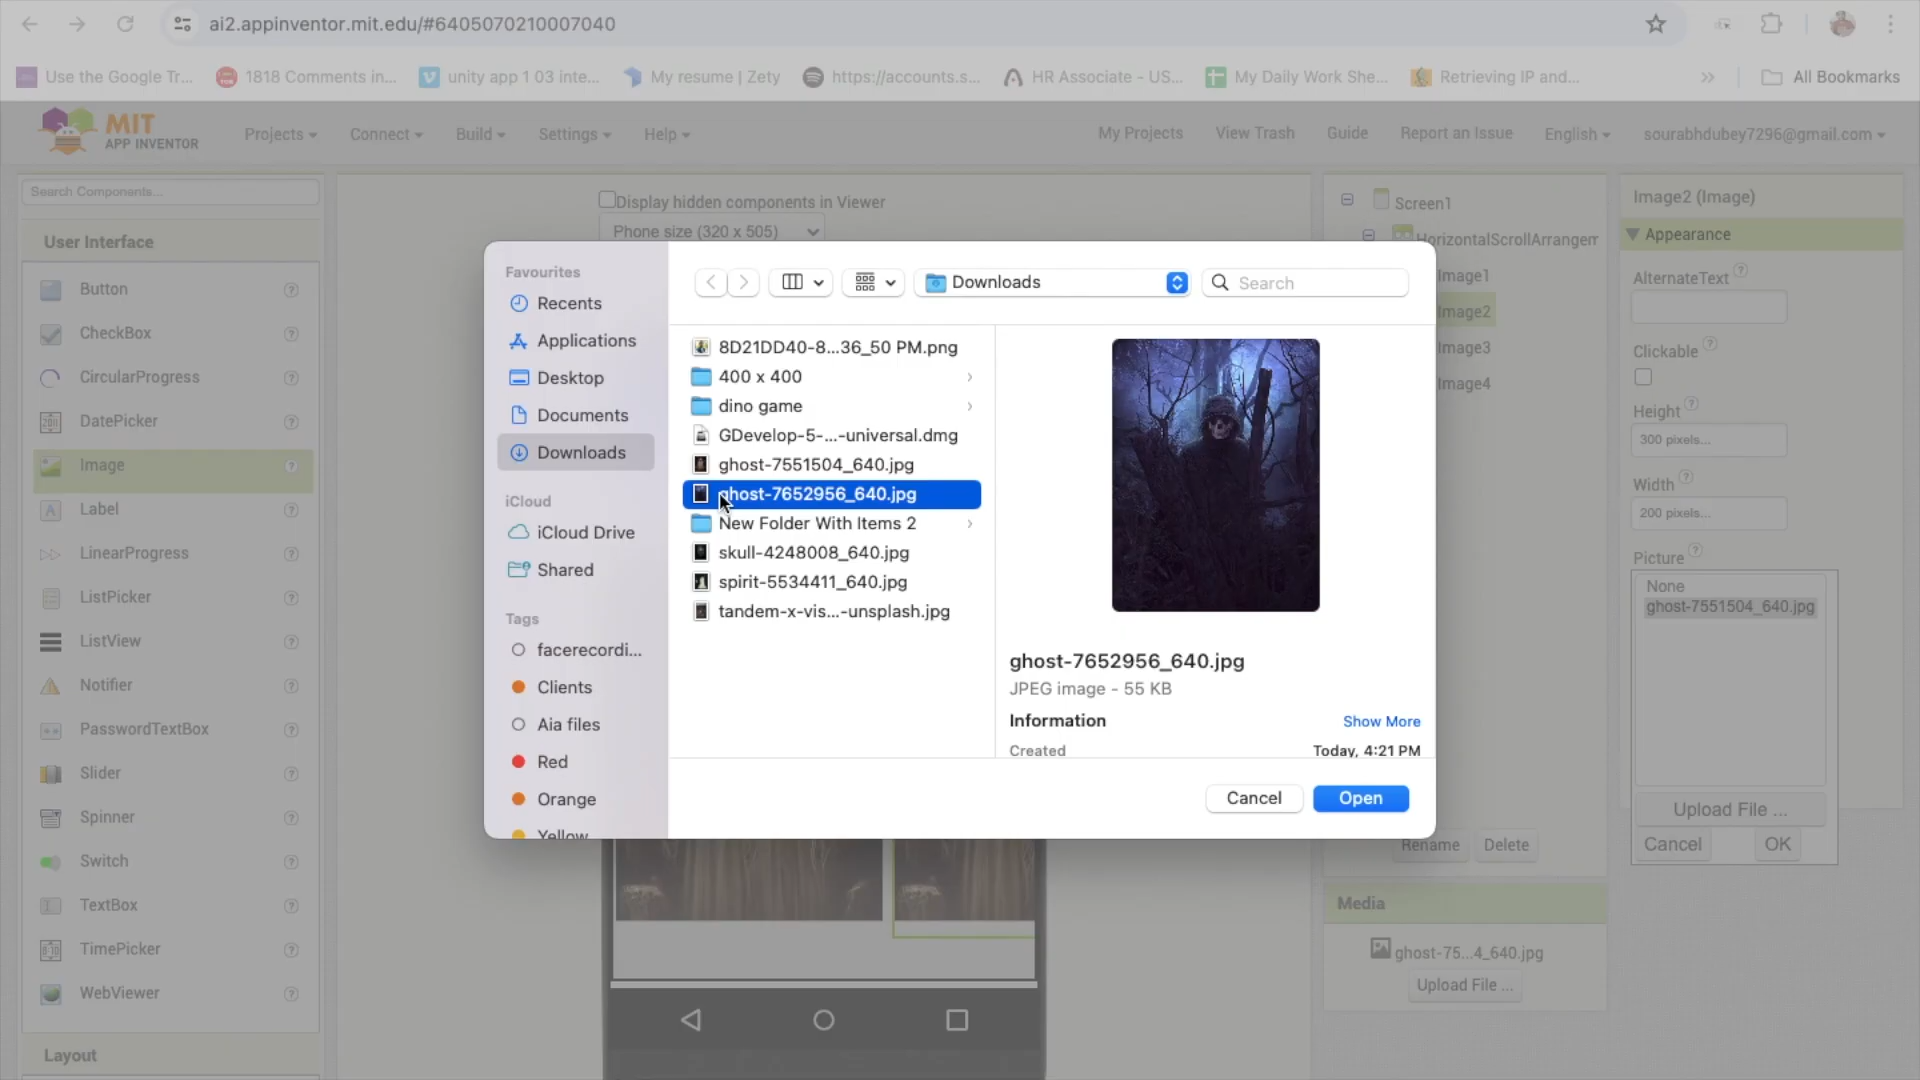 ai2.appinventor.mit.edu/#6405070210007040
Use the Google Tr...
1818 Comments in...
unity app 1 03 inte...
My resume | Zety
https://accounts.s...
HR Associate - US...
My Daily Work She...
Retrieving IP and...
»
All Bookmarks
MIT
APP INVENTOR
Projects
Connect
Build
Settings
Help
My Projects
View Trash
Guide
Report an Issue
English
sourabhdubey7296@gmail.com
Search Components...
User Interface
Button
CheckBox
CircularProgress
DatePicker
Image
Label
LinearProgress
ListPicker
ListView
Notifier
PasswordTextBox
Slider
Spinner
Switch
TextBox
TimePicker
WebViewer
Layout
Display hidden components in Viewer
Phone size (320 x 505)
Favourites
Recents
Applications
Desktop
Documents
Downloads
iCloud
iCloud Drive
Shared
Tags
facerecordi...
Clients
Aia files
Red
Orange
Yellow
Downloads
Search
8D21DD40-8...36_50 PM.png
400 x 400
dino game
GDevelop-5-...-universal.dmg
ghost-7551504_640.jpg
ghost-7652956_640.jpg
New Folder With Items 2
skull-4248008_640.jpg
spirit-5534411_640.jpg
tandem-x-vis...-unsplash.jpg
ghost-7652956_640.jpg
JPEG image - 55 KB
Information
Show More
Created
Today, 4:21 PM
Cancel
Open
Screen1
HorizontalScrollArrangem
Image1
Image2
Image3
Image4
Rename
Delete
Media
ghost-75...4_640.jpg
Upload File ...
Image2 (Image)
Appearance
AlternateText
Clickable
Height
300 pixels...
Width
200 pixels...
Picture
None
ghost-7551504_640.jpg
Upload File ...
Cancel
OK